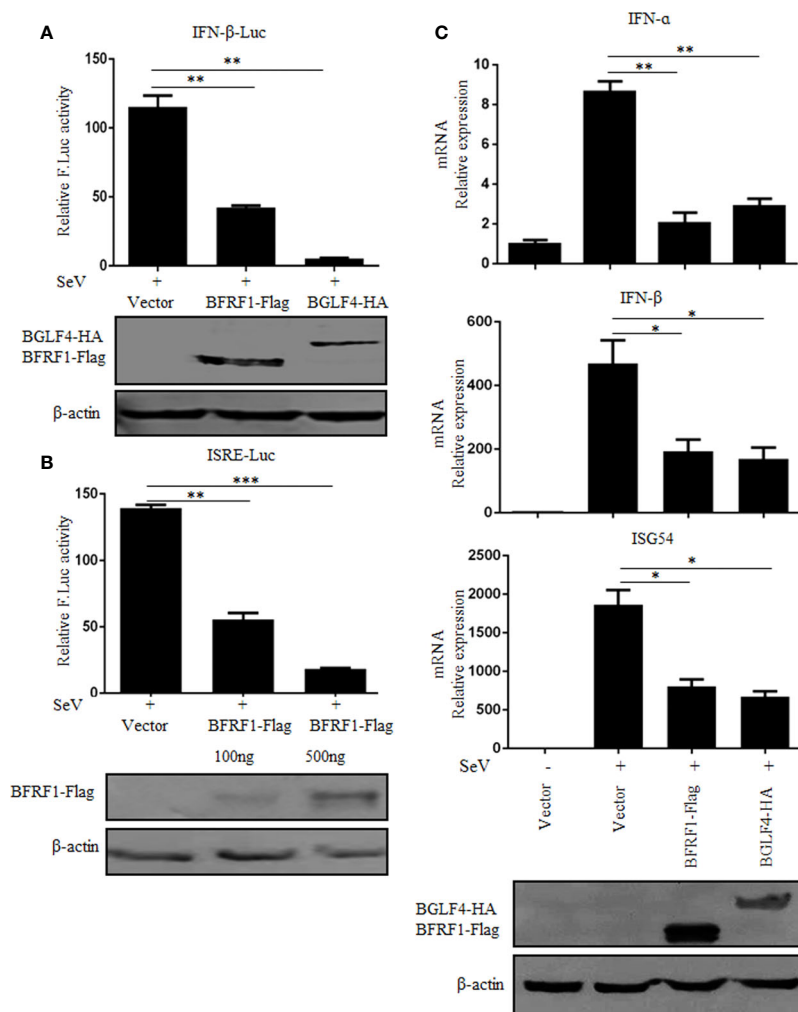 A
IFN-β-Luc
Relative F.Luc activity
150
100
50
0
**
**
SeV
+
+
+
Vector
BFRF1-Flag
BGLF4-HA
BGLF4-HA
BFRF1-Flag
β-actin
B
ISRE-Luc
Relative F.Luc activity
150
100
50
0
***
**
SeV
+
+
+
Vector
BFRF1-Flag
BFRF1-Flag
100ng
500ng
BFRF1-Flag
β-actin
C
IFN-α
mRNA
Relative expression
10
8
6
4
2
0
**
**
IFN-β
mRNA
Relative expression
600
400
200
0
*
*
ISG54
mRNA
Relative expression
2500
2000
1500
1000
500
0
*
*
SeV
-
+
+
+
Vector
Vector
BFRF1-Flag
BGLF4-HA
BGLF4-HA
BFRF1-Flag
β-actin